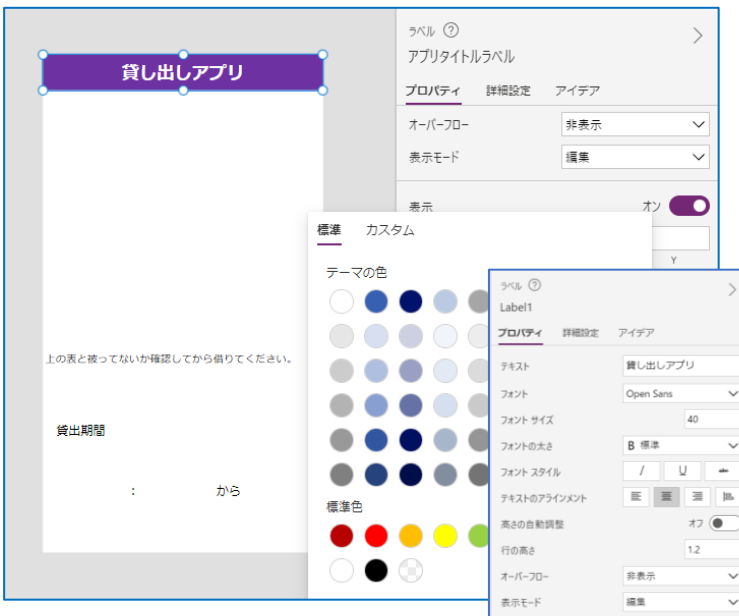 貸し出しアプリ
上の表と被ってないか確認してから借りてください。
貸出期間
: から
ラベル ?
アプリタイトルラベル
プロパティ 詳細設定 アイデア
オーバーフロー 非表示
表示モード 編集
表示 オン
Y
標準 カスタム
テーマの色
標準色
ラベル ?
Label1
プロパティ 詳細設定 アイデア
テキスト 貸し出しアプリ
フォント Open Sans
フォント サイズ 40
フォントの太さ B 標準
フォント スタイル / U abc
テキストのアラインメント
高さの自動調整 オフ
行の高さ 1.2
オーバーフロー 非表示
表示モード 編集